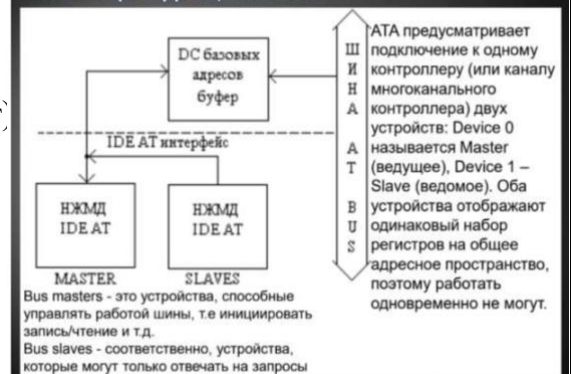 DC базовых
адресов
буфер
IDE AT интерфейс
НЖМД
IDE AT
НЖМД
IDE AT
MASTER
SLAVES
Ш
И
Н
А
A
T
B
U
S
АТА предусматривает
подключение к одному
контроллеру (или каналу
многоканального
контроллера) двух
устройств: Device 0
называется Master
(ведущее), Device 1 –
Slave (ведомое). Оба
устройства отображают
одинаковый набор
регистров на общее
адресное пространство,
поэтому работать
одновременно не могут.
Bus masters - это устройства, способные
управлять работой шины, т.е инициировать
запись/чтение и т.д.
Bus slaves - соответственно, устройства,
которые могут только отвечать на запросы